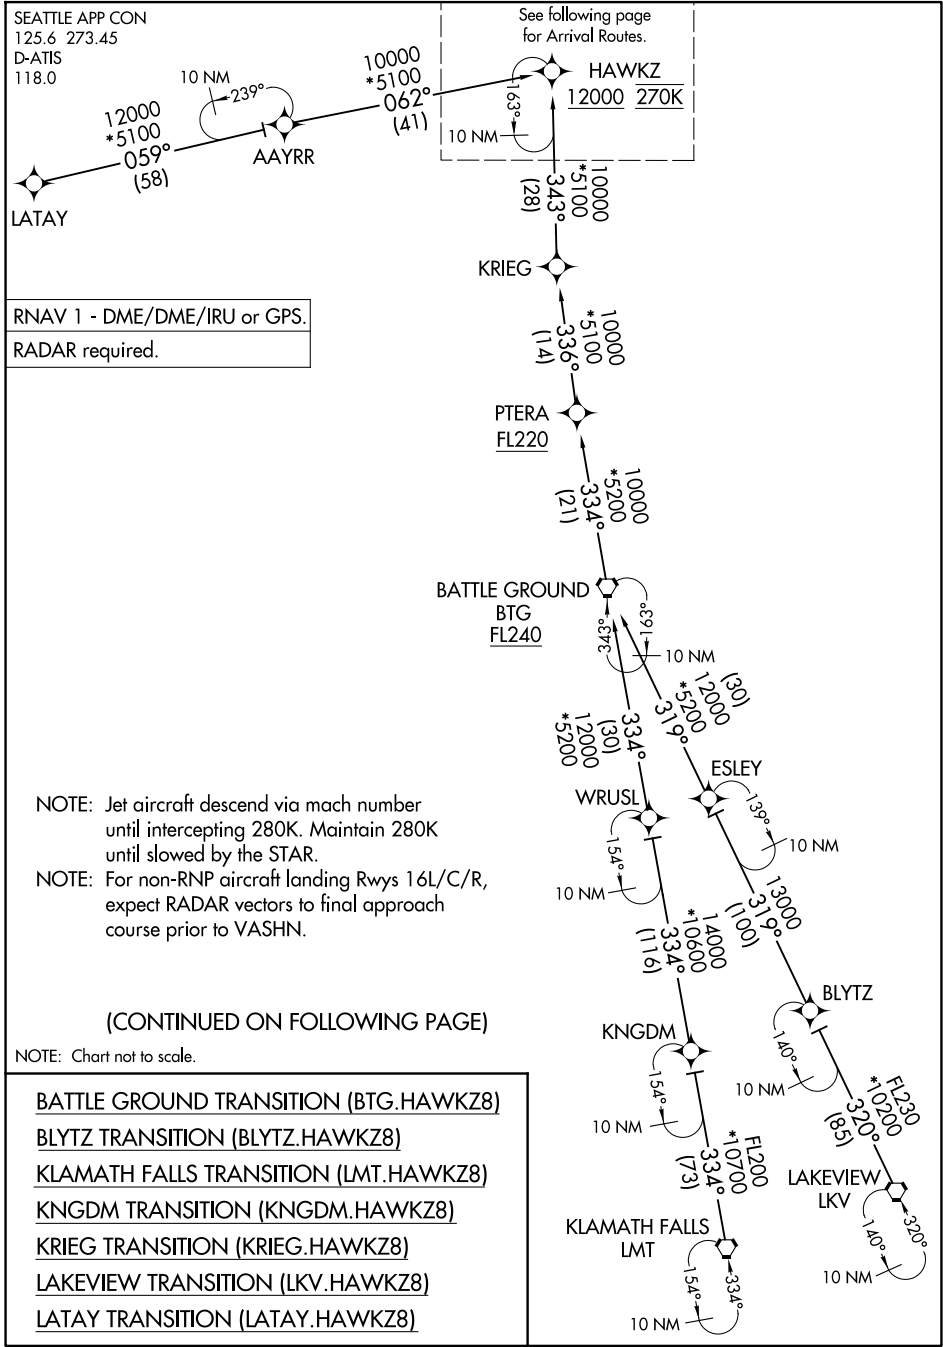 SEATTLE APP CON
125.6 273.45
D-ATIS
118.0
See following page
for Arrival Routes.
HAWKZ
12000 270K
163°
10 NM
10000
*5100
062°
(41)
10 NM
239°
AAYRR
12000
*5100
059°
(58)
LATAY
10000
*5100
343°
(28)
KRIEG
RNAV 1 - DME/DME/IRU or GPS.
RADAR required.
10000
*5100
336°
(14)
PTERA
FL220
10000
*5200
334°
(21)
BATTLE GROUND
BTG
FL240
343°
163°
10 NM
(30)
12000
*5200
319°
334°
(30)
12000
*5200
ESLEY
139°
10 NM
WRUSL
154°
10 NM
NOTE: Jet aircraft descend via mach number
until intercepting 280K. Maintain 280K
until slowed by the STAR.
NOTE: For non-RNP aircraft landing Rwys 16L/C/R,
expect RADAR vectors to final approach
course prior to VASHN.
13000
319°
(100)
14000
*10600
334°
(116)
BLYTZ
140°
10 NM
KNGDM
154°
10 NM
(CONTINUED ON FOLLOWING PAGE)
NOTE: Chart not to scale.
FL230
*10200
320°
(85)
FL200
*10700
334°
(73)
LAKEVIEW
LKV
140°
320°
10 NM
KLAMATH FALLS
LMT
154°
334°
10 NM
BATTLE GROUND TRANSITION (BTG.HAWKZ8)
BLYTZ TRANSITION (BLYTZ.HAWKZ8)
KLAMATH FALLS TRANSITION (LMT.HAWKZ8)
KNGDM TRANSITION (KNGDM.HAWKZ8)
KRIEG TRANSITION (KRIEG.HAWKZ8)
LAKEVIEW TRANSITION (LKV.HAWKZ8)
LATAY TRANSITION (LATAY.HAWKZ8)